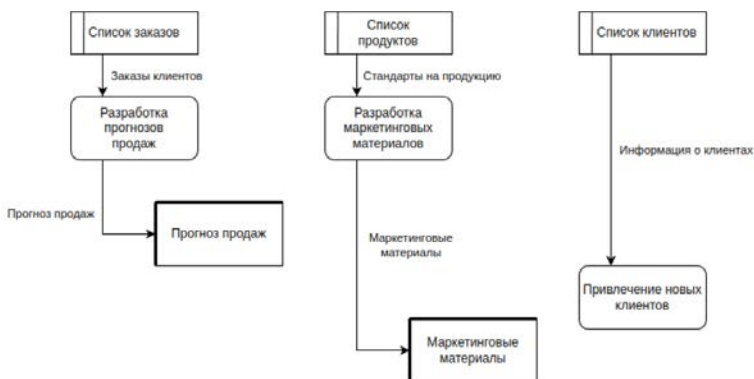 Список заказов
Список
продуктов
Список клиентов
Заказы клиентов
Стандарты на продукцию
Разработка
прогнозов
продаж
Разработка
маркетинговых
материалов
Информация о клиентах
Прогноз продаж
Прогноз продаж
Маркетинговые
материалы
Привлечение новых
клиентов
Маркетинговые
материалы